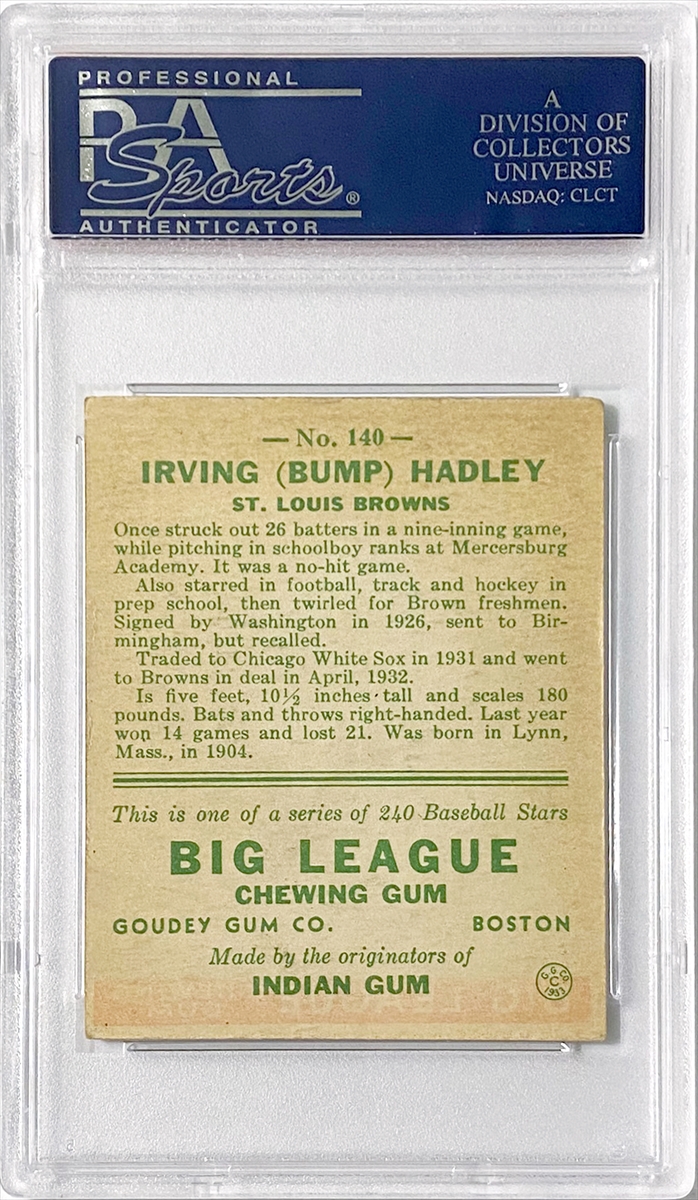 PROFESSIONAL
PSA
Sports®
AUTHENTICATOR
A
DIVISION OF
COLLECTORS
UNIVERSE
NASDAQ: CLCT
— No. 140 —
IRVING (BUMP) HADLEY
ST. LOUIS BROWNS
Once struck out 26 batters in a nine-inning game,
while pitching in schoolboy ranks at Mercersburg
Academy. It was a no-hit game.
Also starred in football, track and hockey in
prep school, then twirled for Brown freshmen.
Signed by Washington in 1926, sent to Bir-
mingham, but recalled.
Traded to Chicago White Sox in 1931 and went
to Browns in deal in April, 1932.
Is five feet, 10½ inches tall and scales 180
pounds. Bats and throws right-handed. Last year
won 14 games and lost 21. Was born in Lynn,
Mass., in 1904.
This is one of a series of 240 Baseball Stars
BIG LEAGUE
CHEWING GUM
GOUDEY GUM CO. BOSTON
Made by the originators of
INDIAN GUM
G. G. CO.
C
1933